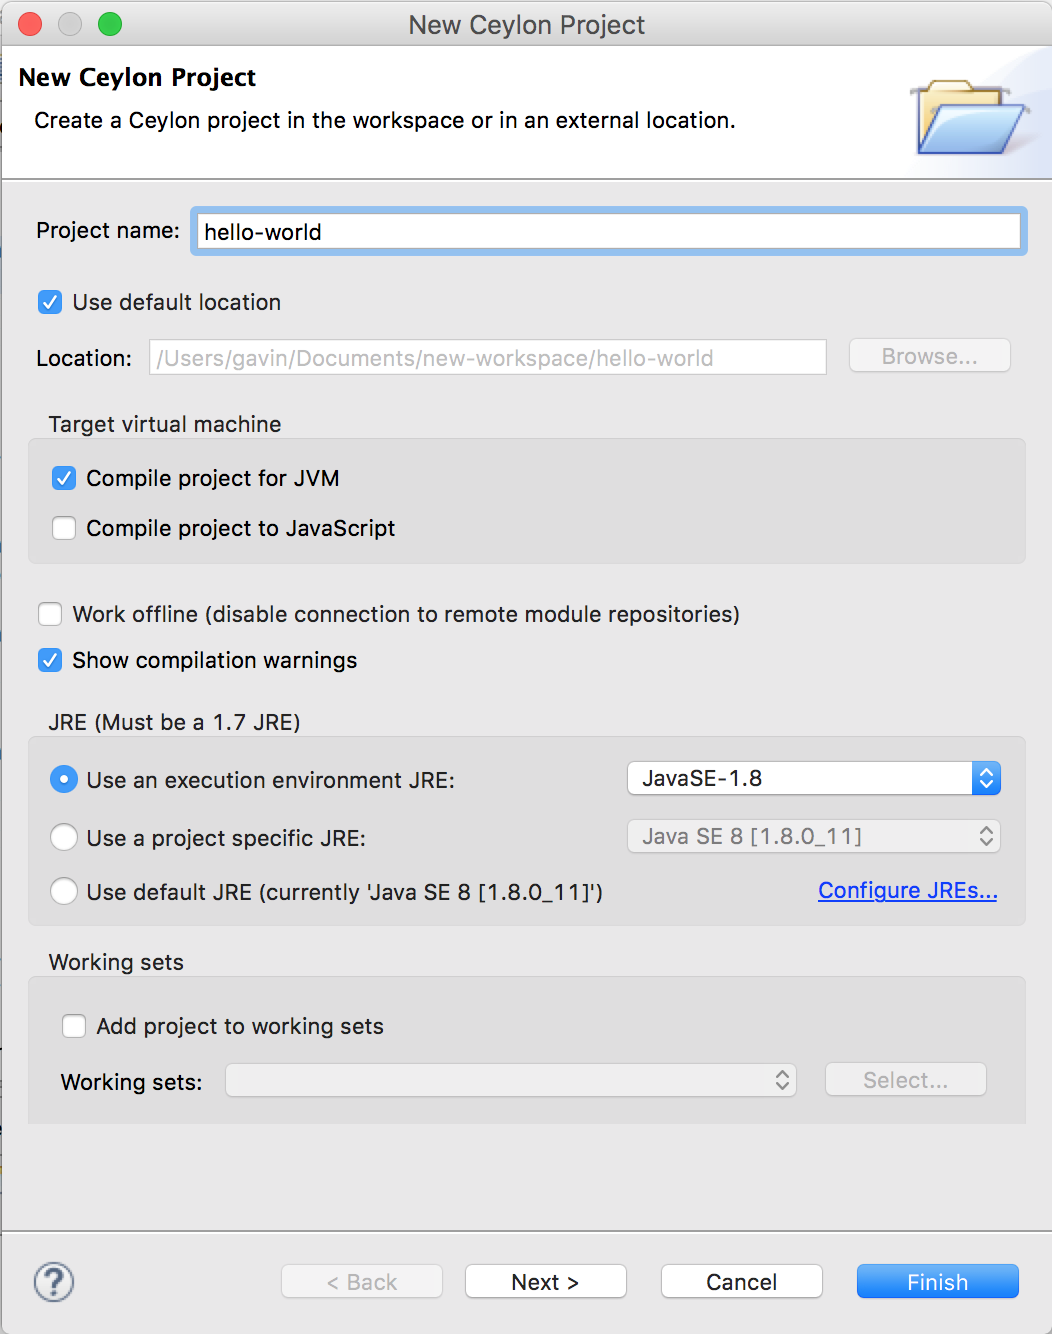 New Ceylon Project
New Ceylon Project
Create a Ceylon project in the workspace or in an external location.
Project name: hello-world
Use default location
Location: /Users/gavin/Documents/new-workspace/hello-world Browse...
Target virtual machine
Compile project for JVM
Compile project to JavaScript
Work offline (disable connection to remote module repositories)
Show compilation warnings
JRE (Must be a 1.7 JRE)
Use an execution environment JRE: JavaSE-1.8
Use a project specific JRE: Java SE 8 [1.8.0_11]
Use default JRE (currently 'Java SE 8 [1.8.0_11]') Configure JREs...
Working sets
Add project to working sets
Working sets: Select...
? < Back Next > Cancel Finish